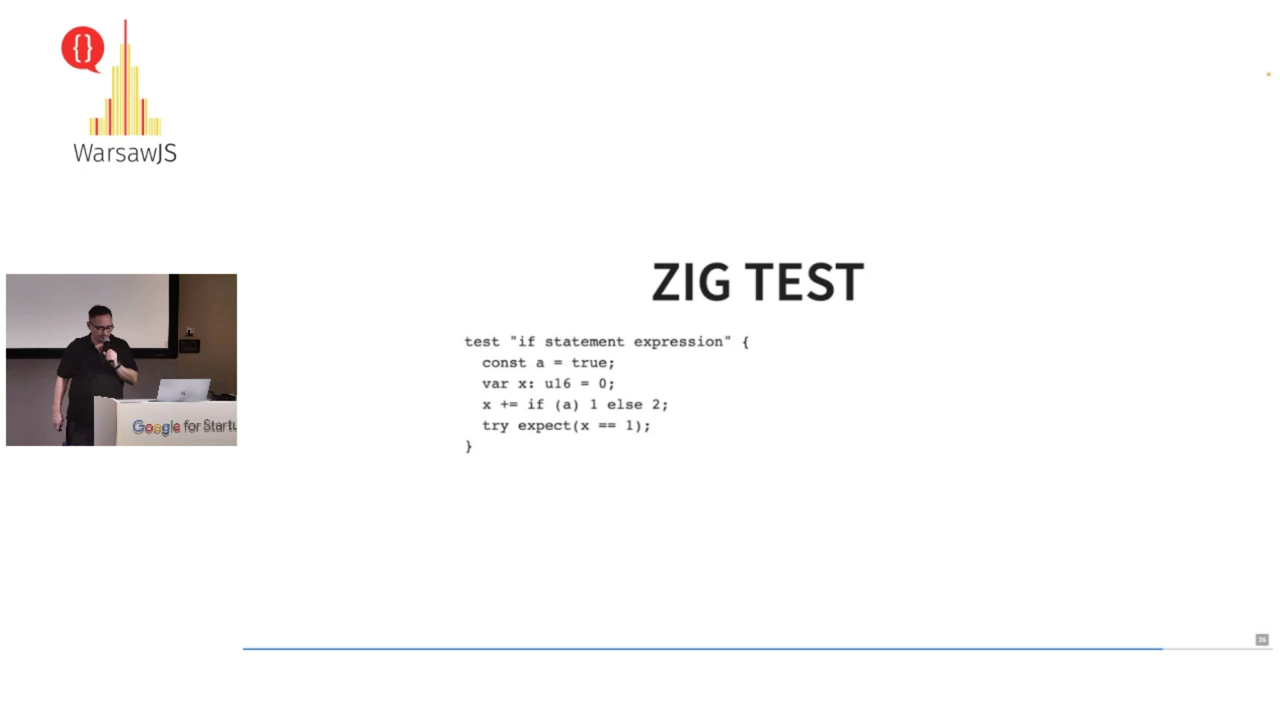 {}
WarsawJS
ZIG TEST
test "if statement expression" {
const a = true;
var x: u16 = 0;
x += if (a) 1 else 2;
try expect(x == 1);
}
Google for Startu
26